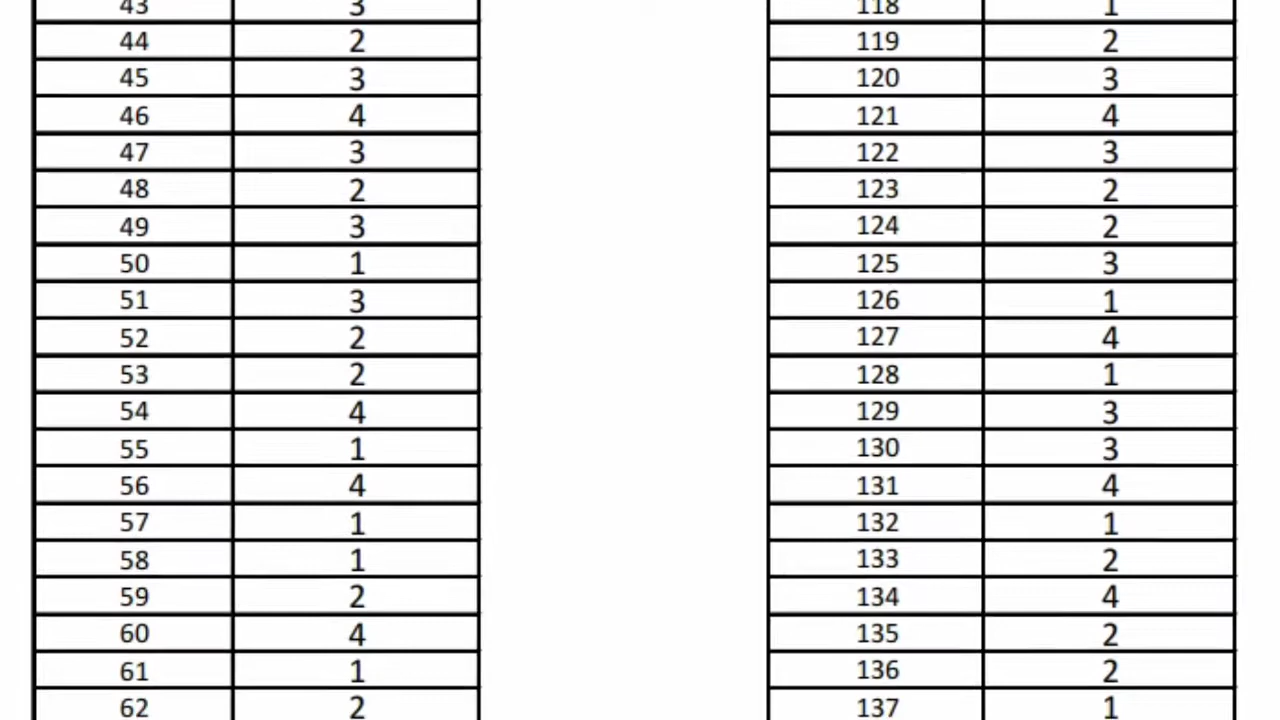 43 3 118 1
44 2 119 2
45 3 120 3
46 4 121 4
47 3 122 3
48 2 123 2
49 3 124 2
50 1 125 3
51 3 126 1
52 2 127 4
53 2 128 1
54 4 129 3
55 1 130 3
56 4 131 4
57 1 132 1
58 1 133 2
59 2 134 4
60 4 135 2
61 1 136 2
62 2 137 1